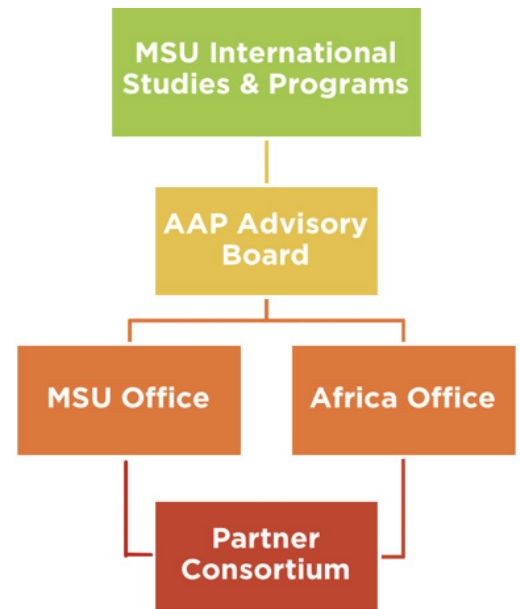 MSU International
Studies & Programs
AAP Advisory
Board
MSU Office
Africa Office
Partner
Consortium